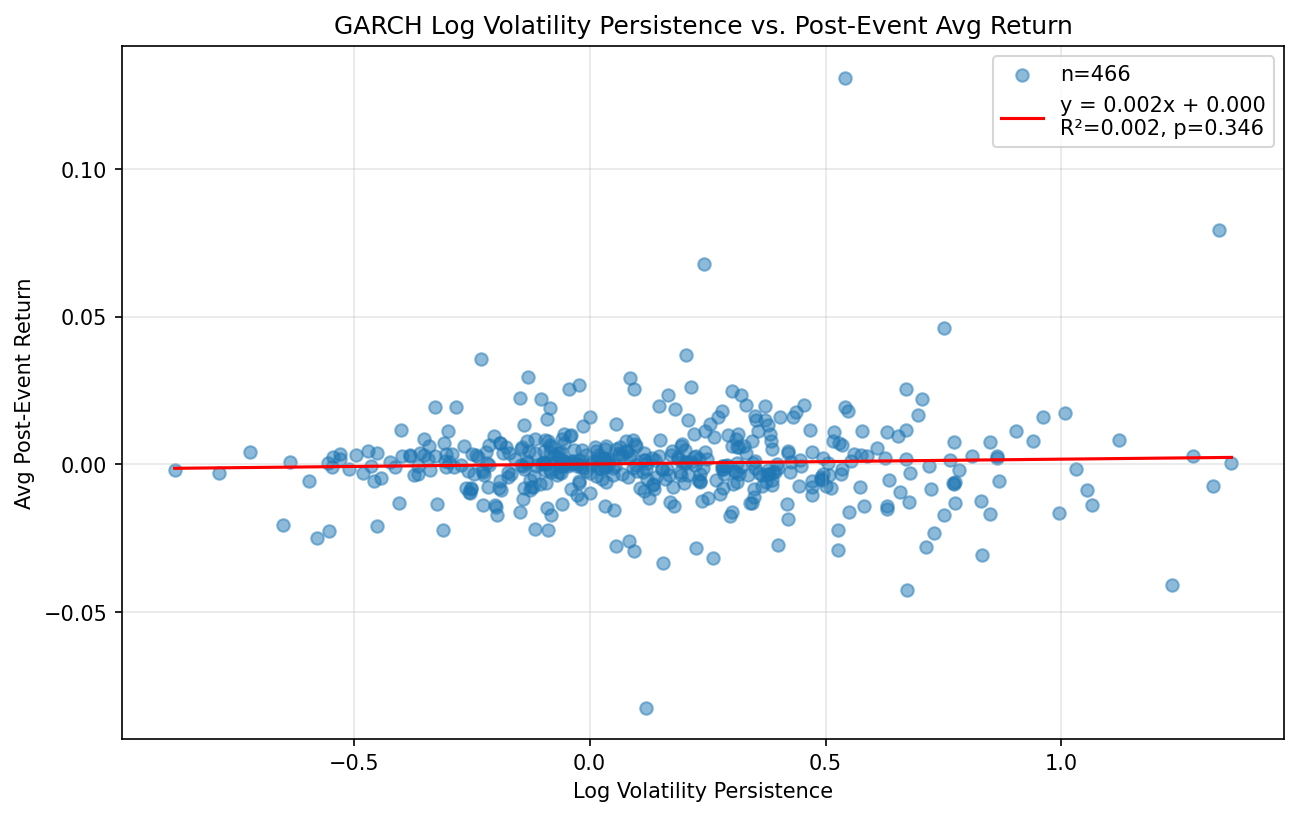 GARCH Log Volatility Persistence vs. Post-Event Avg Return
n=466
y = 0.002x + 0.000
R²=0.002, p=0.346
Avg Post-Event Return
0.10
0.05
0.00
−0.05
−0.5
0.0
0.5
1.0
Log Volatility Persistence